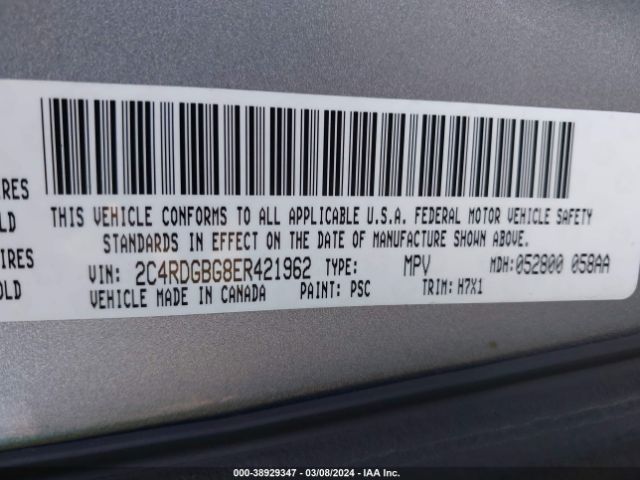 IRES
LD
THIS VEHICLE CONFORMS TO ALL APPLICABLE U.S.A. FEDERAL MOTOR VEHICLE SAFETY
STANDARDS IN EFFECT ON THE DATE OF MANUFACTURE SHOWN ABOVE.
IRES
OLD
VIN: 2C4RDGBG8ER421962 TYPE: MPV MDH: 052800 058AA
VEHICLE MADE IN CANADA PAINT: PSC TRIM: H7X1
000-38929347 - 03/08/2024 - IAA Inc.